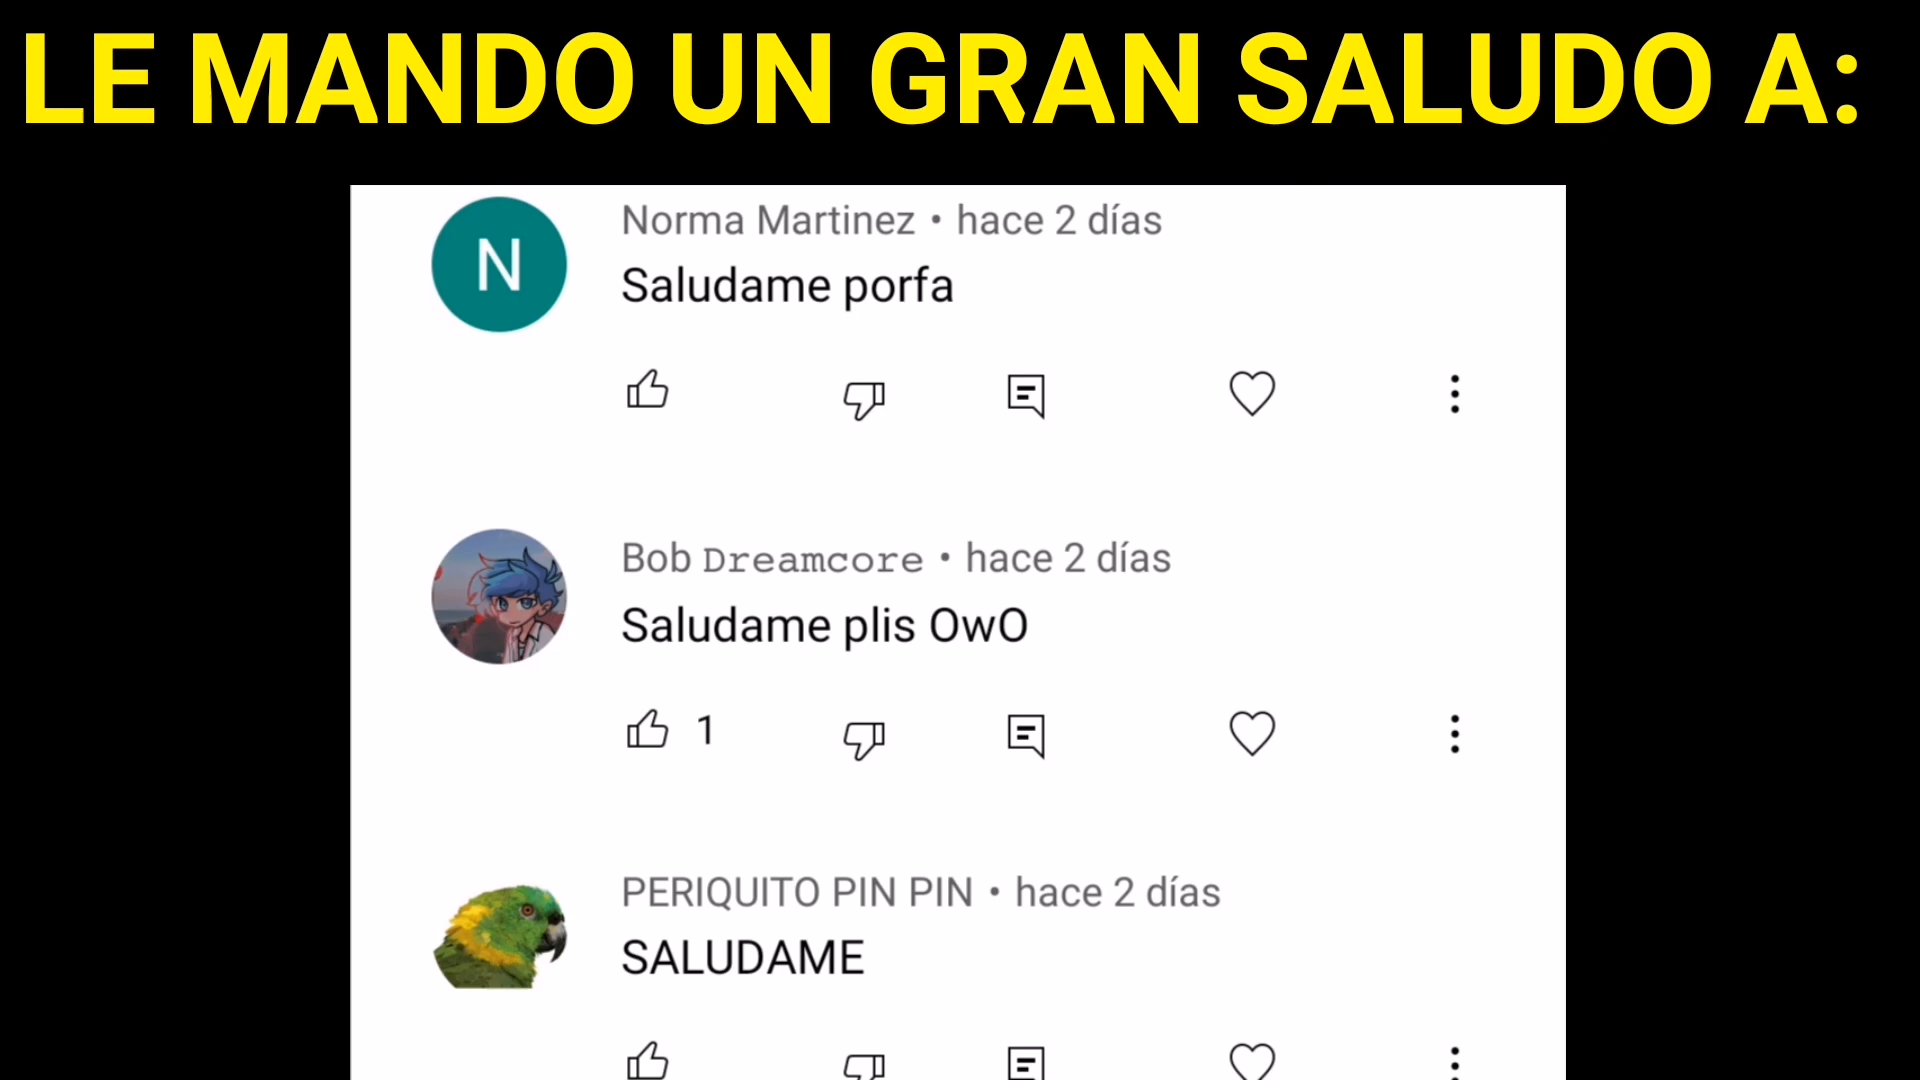 LE MANDO UN GRAN SALUDO A:
N
Norma Martinez • hace 2 días
Saludame porfa
Bob Dreamcore • hace 2 días
Saludame plis OwO
1
PERIQUITO PIN PIN • hace 2 días
SALUDAME